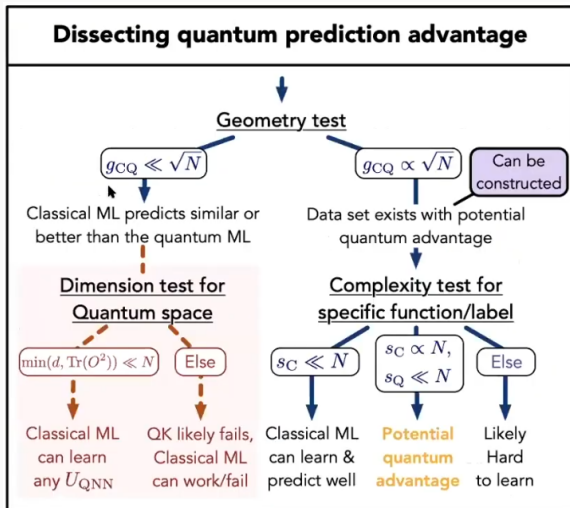 Dissecting quantum prediction advantage
Geometry test
g_CQ ≪ √N
g_CQ ∝ √N
Can be
constructed
Classical ML predicts similar or
better than the quantum ML
Data set exists with potential
quantum advantage
Dimension test for
Quantum space
Complexity test for
specific function/label
min(d, Tr(O²)) ≪ N
Else
s_C ≪ N
s_C ∝ N,
s_Q ≪ N
Else
Classical ML
can learn
any U_QNN
QK likely fails,
Classical ML
can work/fail
Classical ML
can learn &
predict well
Potential
quantum
advantage
Likely
Hard
to learn